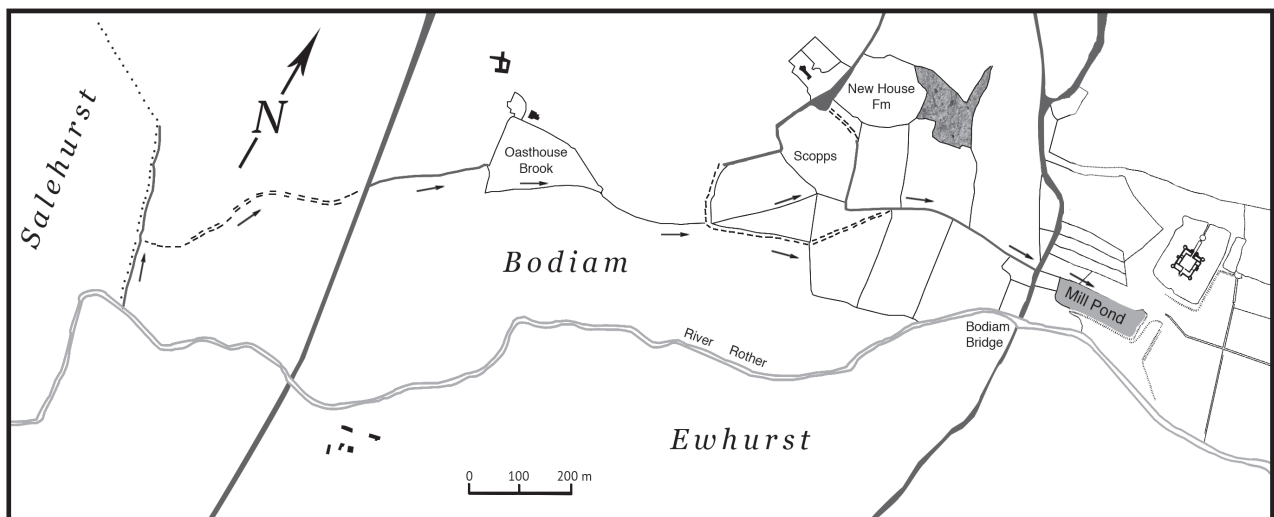 Salehurst
N
Oasthouse
Brook
New House
Fm
Scopps
Bodiam
Mill Pond
River Rother
Bodiam
Bridge
Ewhurst
0 100 200 m